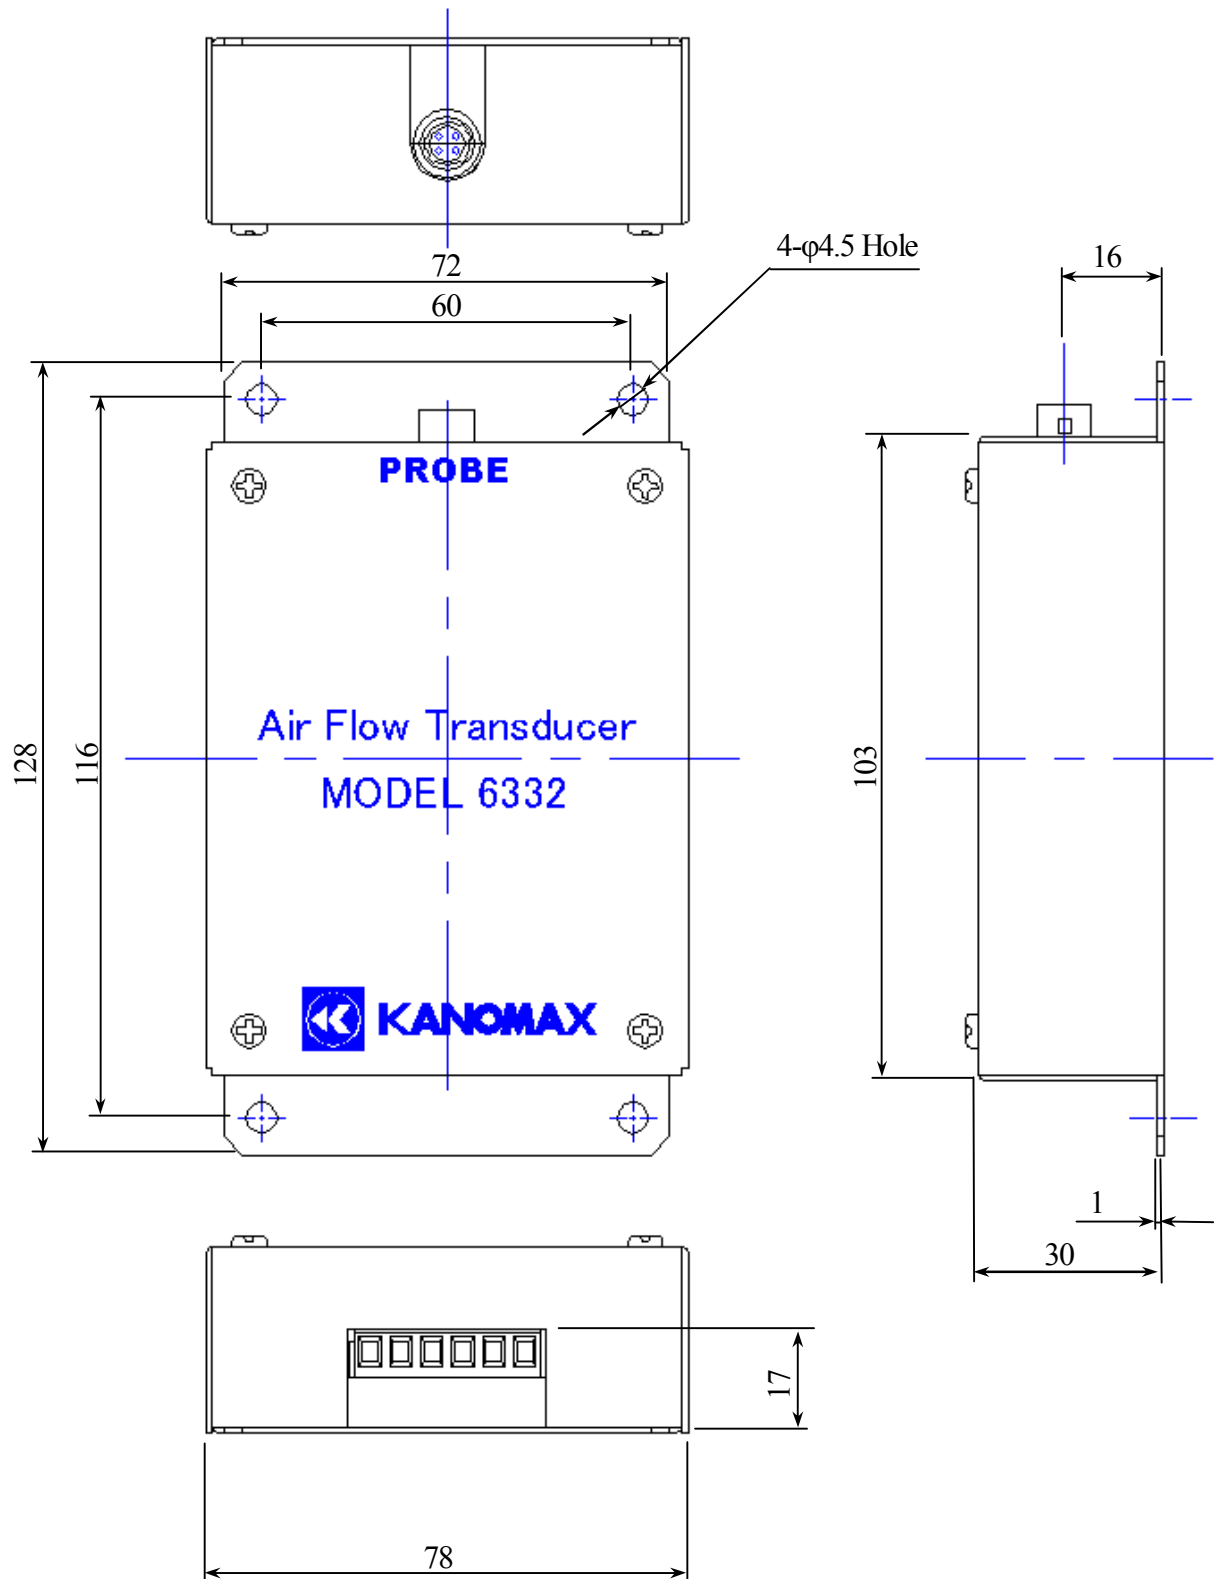 4-φ4.5 Hole
16
72
60
PROBE
128
116
103
Air Flow Transducer
MODEL 6332
KANOMAX
1
30
17
78